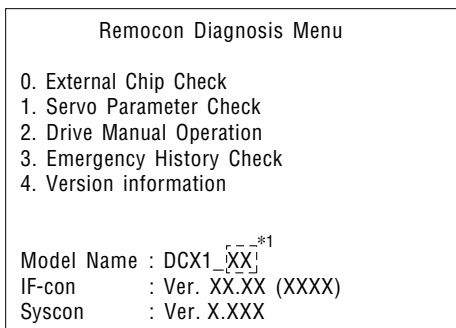 Remocon Diagnosis Menu
0. External Chip Check
1. Servo Parameter Check
2. Drive Manual Operation
3. Emergency History Check
4. Version information
*1
Model Name : DCX1_XX
IF-con : Ver. XX.XX (XXXX)
Syscon : Ver. X.XXX